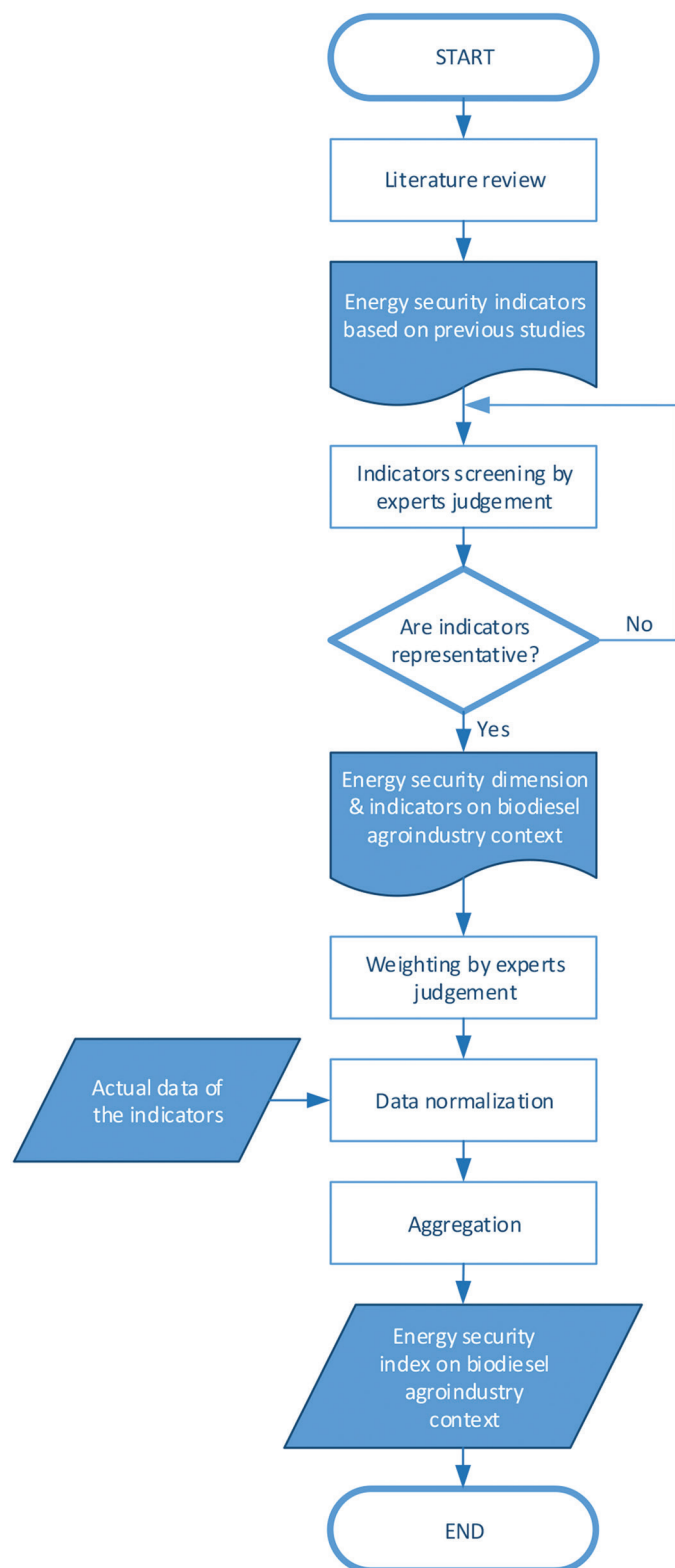 START
Literature review
Energy security indicators
based on previous studies
Indicators screening by
experts judgement
Are indicators
representative?
No
Yes
Energy security dimension
& indicators on biodiesel
agroindustry context
Weighting by experts
judgement
Actual data of
the indicators
Data normalization
Aggregation
Energy security
index on biodiesel
agroindustry
context
END